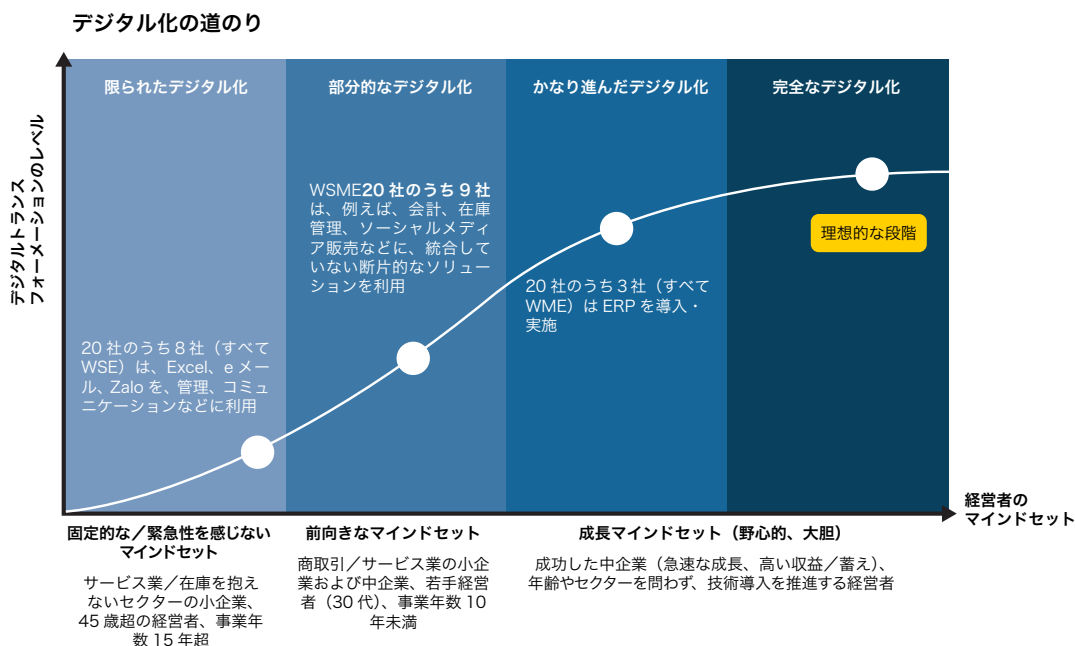 デジタル化の道のり
限られたデジタル化
部分的なデジタル化
かなり進んだデジタル化
完全なデジタル化
デジタルトランス
フォーメーションのレベル
WSME20 社のうち 9 社
は、例えば、会計、在庫
管理、ソーシャルメディ
ア販売などに、統合して
いない断片的なソリュー
ションを利用
理想的な段階
20 社のうち 3 社（すべて
WME）は ERP を導入・
実施
20 社のうち 8 社（すべて
WSE）は、Excel、e メー
ル、Zalo を、管理、コミュ
ニケーションなどに利用
経営者の
マインドセット
固定的な／緊急性を感じない
マインドセット
サービス業／在庫を抱え
ないセクターの小企業、
45 歳超の経営者、事業年
数 15 年超
前向きなマインドセット
商取引／サービス業の小企
業および中企業、若手経営
者（30 代）、事業年数 10
年未満
成長マインドセット（野心的、大胆）
成功した中企業（急速な成長、高い収益／蓄え）、
年齢やセクターを問わず、技術導入を推進する経営者